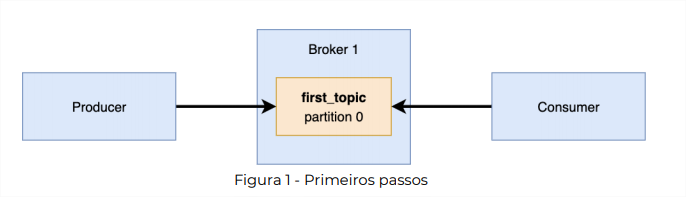 Broker 1
Producer
first_topic
partition 0
Consumer
Figura 1 - Primeiros passos